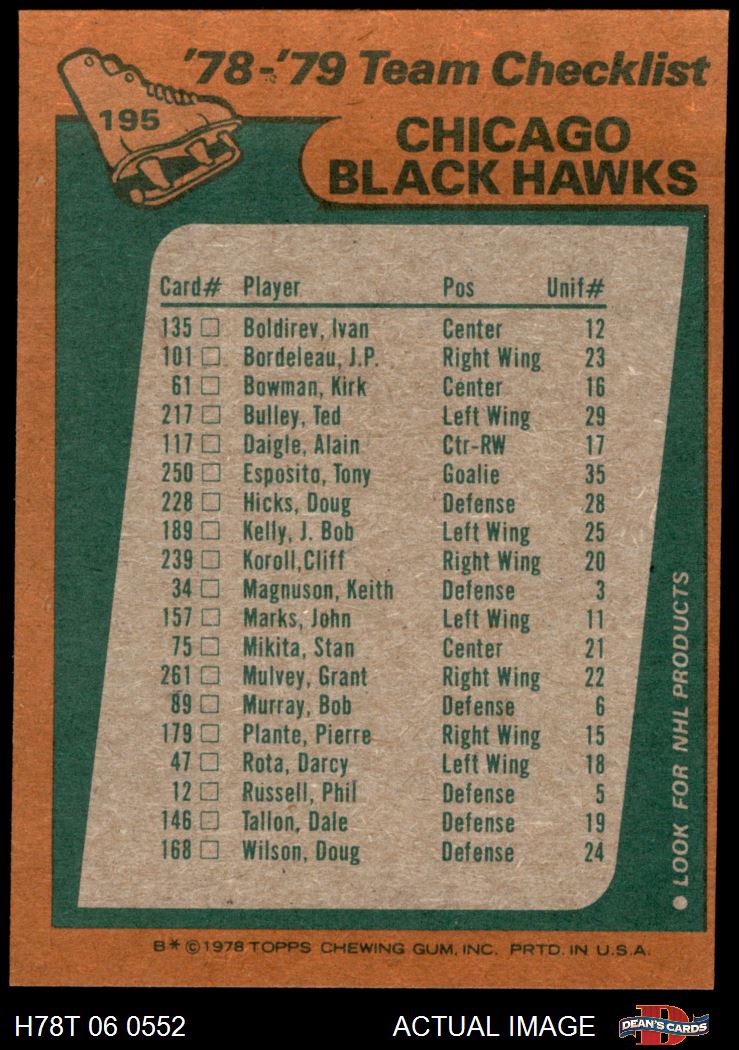 '78-'79 Team Checklist
195
CHICAGO
BLACK HAWKS
Card# Player Pos Unif#
135 Boldirev, Ivan Center 12
101 Bordeleau, J.P. Right Wing 23
61 Bowman, Kirk Center 16
217 Bulley, Ted Left Wing 29
117 Daigle, Alain Ctr-RW 17
250 Esposito, Tony Goalie 35
228 Hicks, Doug Defense 28
189 Kelly, J. Bob Left Wing 25
239 Koroll,Cliff Right Wing 20
34 Magnuson, Keith Defense 3
157 Marks, John Left Wing 11
75 Mikita, Stan Center 21
261 Mulvey, Grant Right Wing 22
89 Murray, Bob Defense 6
179 Plante, Pierre Right Wing 15
47 Rota, Darcy Left Wing 18
12 Russell, Phil Defense 5
146 Tallon, Dale Defense 19
168 Wilson, Doug Defense 24
● LOOK FOR NHL PRODUCTS
B* © 1978 TOPPS CHEWING GUM, INC. PRTD. IN U.S.A.
H78T 06 0552 ACTUAL IMAGE
D
DEAN'S CARDS